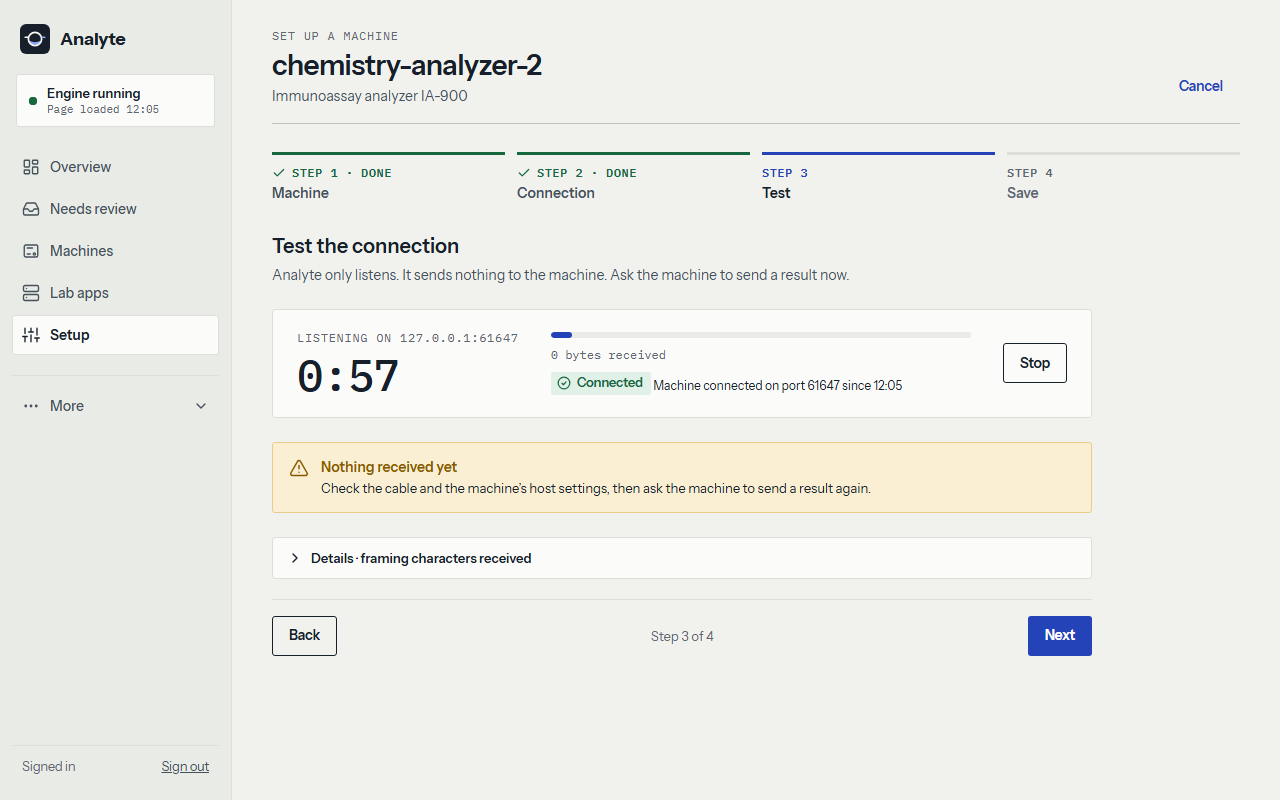 Analyte
Engine running
Page loaded 12:05
Overview
Needs review
Machines
Lab apps
Setup
More
Signed in
Sign out
SET UP A MACHINE
chemistry-analyzer-2
Immunoassay analyzer IA-900
Cancel
STEP 1 · DONE
Machine
STEP 2 · DONE
Connection
STEP 3
Test
STEP 4
Save
Test the connection
Analyte only listens. It sends nothing to the machine. Ask the machine to send a result now.
LISTENING ON 127.0.0.1:61647
0:57
0 bytes received
Connected Machine connected on port 61647 since 12:05
Stop
Nothing received yet
Check the cable and the machine's host settings, then ask the machine to send a result again.
Details · framing characters received
Back
Step 3 of 4
Next